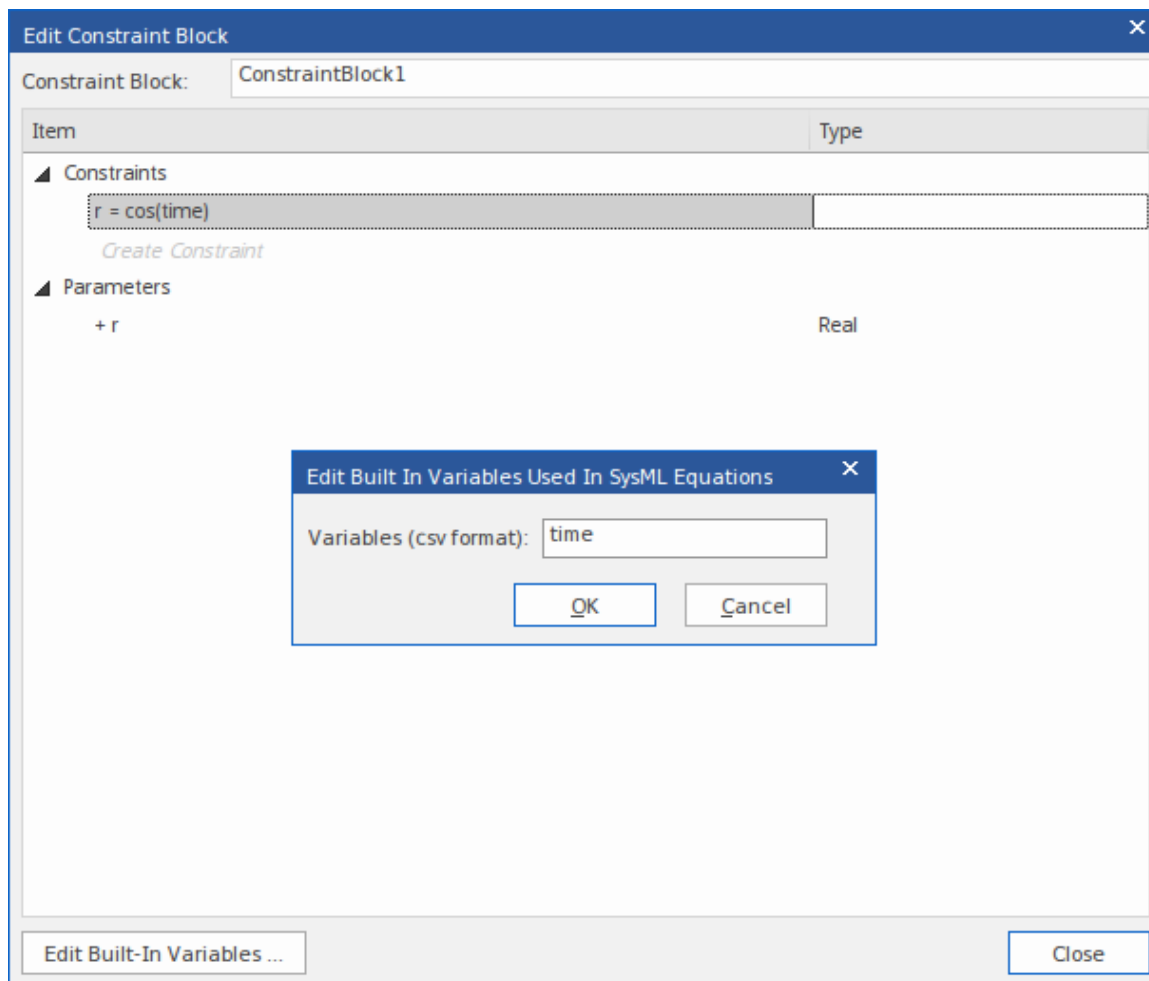 Edit Constraint Block
Constraint Block: ConstraintBlock1
Item Type
Constraints
r = cos(time)
Create Constraint
Parameters
+ r Real
Edit Built In Variables Used In SysML Equations
Variables (csv format): time
OK Cancel
Edit Built-In Variables ... Close